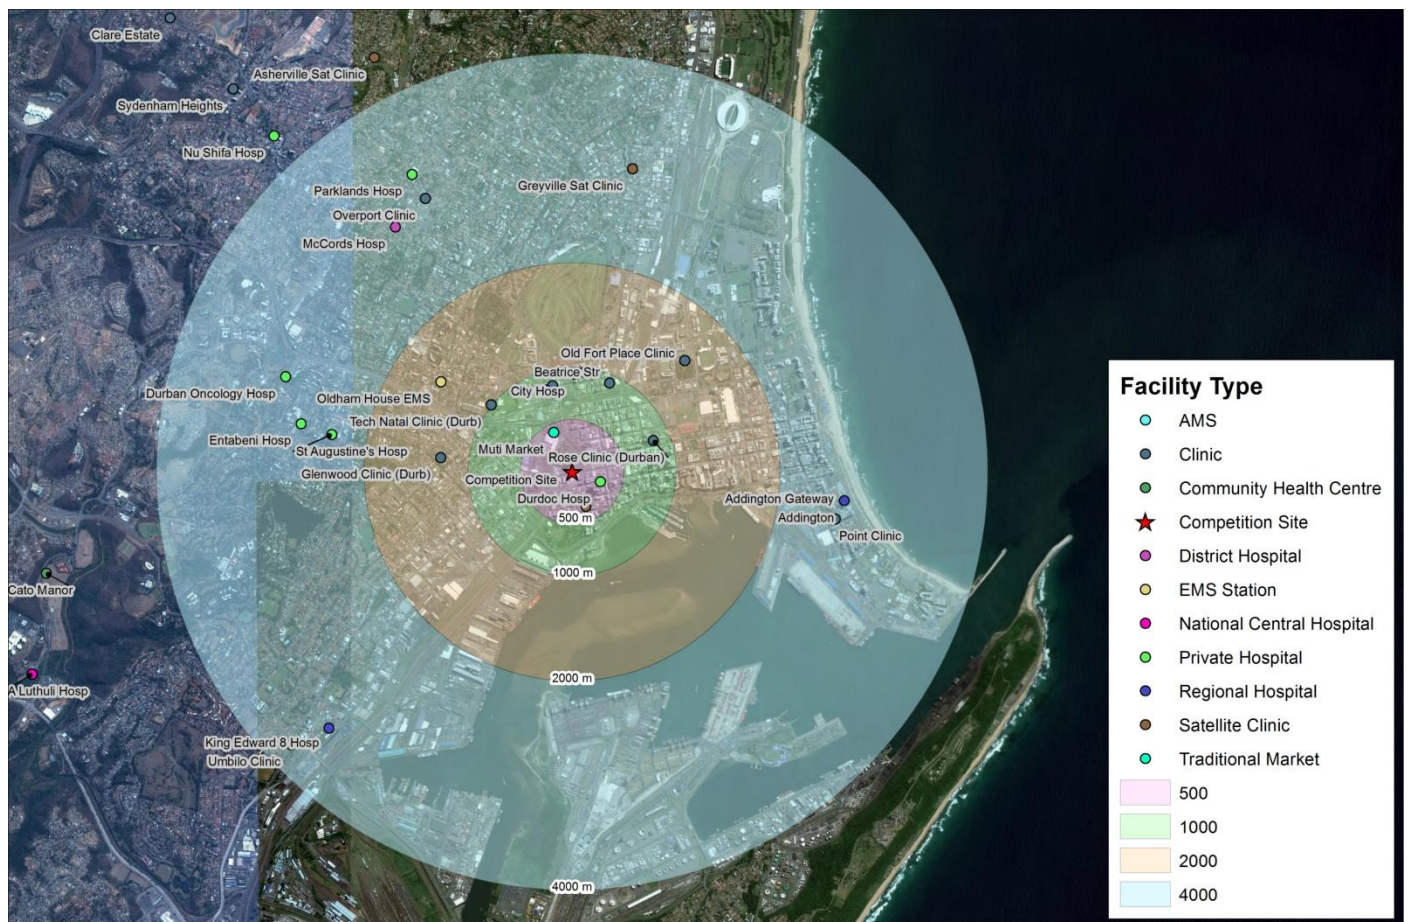 Clare Estate
Asherville Sat Clinic
Sydenham Heights
Nu Shifa Hosp
Parklands Hosp
Greyville Sat Clinic
Overport Clinic
McCords Hosp
Old Fort Place Clinic
Beatrice Str
City Hosp
Durban Oncology Hosp
Oldham House EMS
Tech Natal Clinic (Durb)
Entabeni Hosp
St Augustine's Hosp
Muti Market
Rose Clinic (Durban)
Glenwood Clinic (Durb)
Competition Site
Durdoc Hosp
Addington Gateway
Addington
Point Clinic
500 m
1000 m
Cato Manor
2000 m
A Luthuli Hosp
King Edward 8 Hosp
Umbilo Clinic
4000 m
Facility Type
AMS
Clinic
Community Health Centre
Competition Site
District Hospital
EMS Station
National Central Hospital
Private Hospital
Regional Hospital
Satellite Clinic
Traditional Market
500
1000
2000
4000